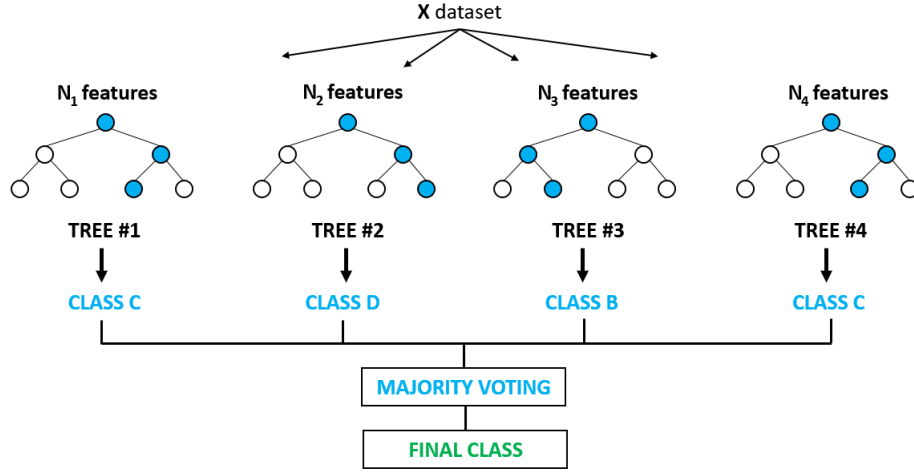 X dataset
N₁ features
N₂ features
N₃ features
N₄ features
TREE #1
TREE #2
TREE #3
TREE #4
CLASS C
CLASS D
CLASS B
CLASS C
MAJORITY VOTING
FINAL CLASS